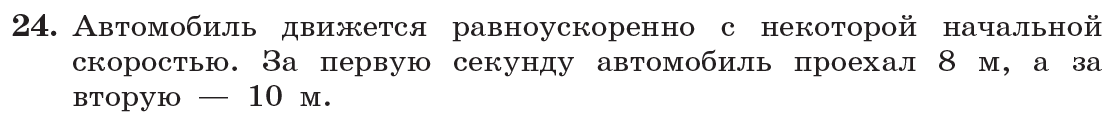 24. Автомобиль движется равноускоренно с некоторой начальной
скоростью. За первую секунду автомобиль проехал 8 м, а за
вторую — 10 м.